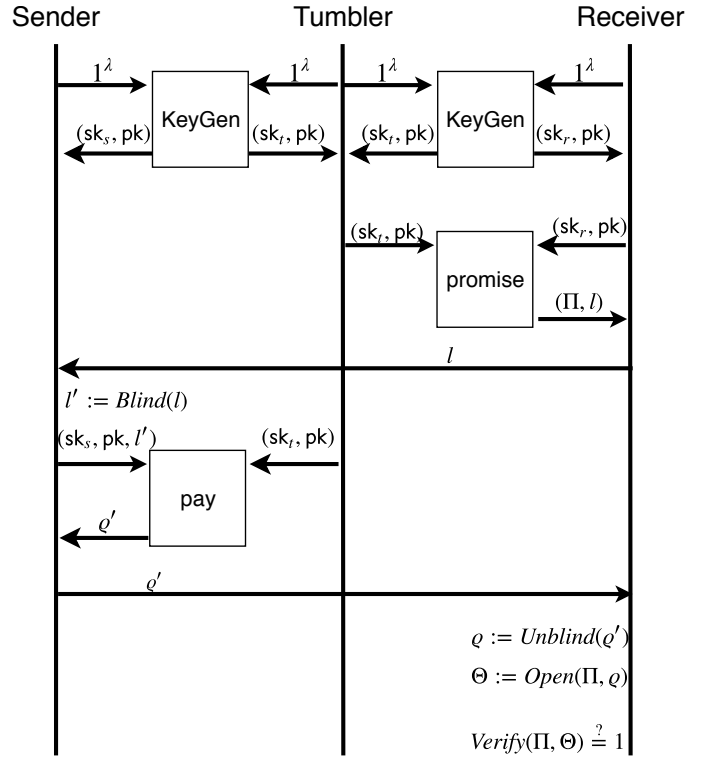 Sender Tumbler Receiver
1^λ 1^λ 1^λ 1^λ
KeyGen KeyGen
(sk_s, pk) (sk_t, pk) (sk_t, pk) (sk_r, pk)
(sk_t, pk) (sk_r, pk)
promise
(Π, l)
l
l′ := Blind(l)
(sk_s, pk, l′) (sk_t, pk)
pay
ϱ′
ϱ′
ϱ := Unblind(ϱ′)
Θ := Open(Π, ϱ)
Verify(Π, Θ) ≟ 1